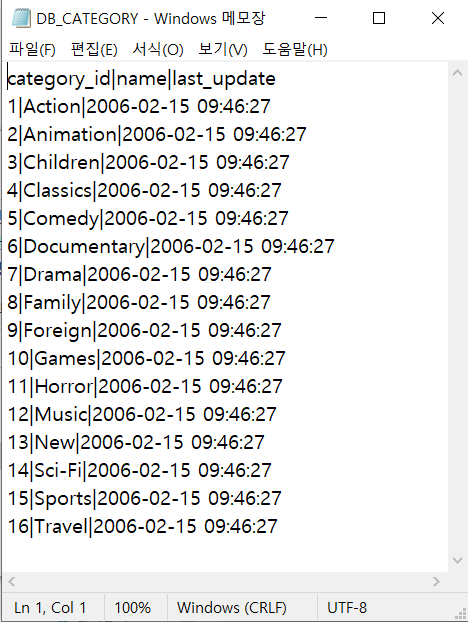 DB_CATEGORY - Windows 메모장
파일(F) 편집(E) 서식(O) 보기(V) 도움말(H)
category_id|name|last_update
1|Action|2006-02-15 09:46:27
2|Animation|2006-02-15 09:46:27
3|Children|2006-02-15 09:46:27
4|Classics|2006-02-15 09:46:27
5|Comedy|2006-02-15 09:46:27
6|Documentary|2006-02-15 09:46:27
7|Drama|2006-02-15 09:46:27
8|Family|2006-02-15 09:46:27
9|Foreign|2006-02-15 09:46:27
10|Games|2006-02-15 09:46:27
11|Horror|2006-02-15 09:46:27
12|Music|2006-02-15 09:46:27
13|New|2006-02-15 09:46:27
14|Sci-Fi|2006-02-15 09:46:27
15|Sports|2006-02-15 09:46:27
16|Travel|2006-02-15 09:46:27
Ln 1, Col 1 100% Windows (CRLF) UTF-8